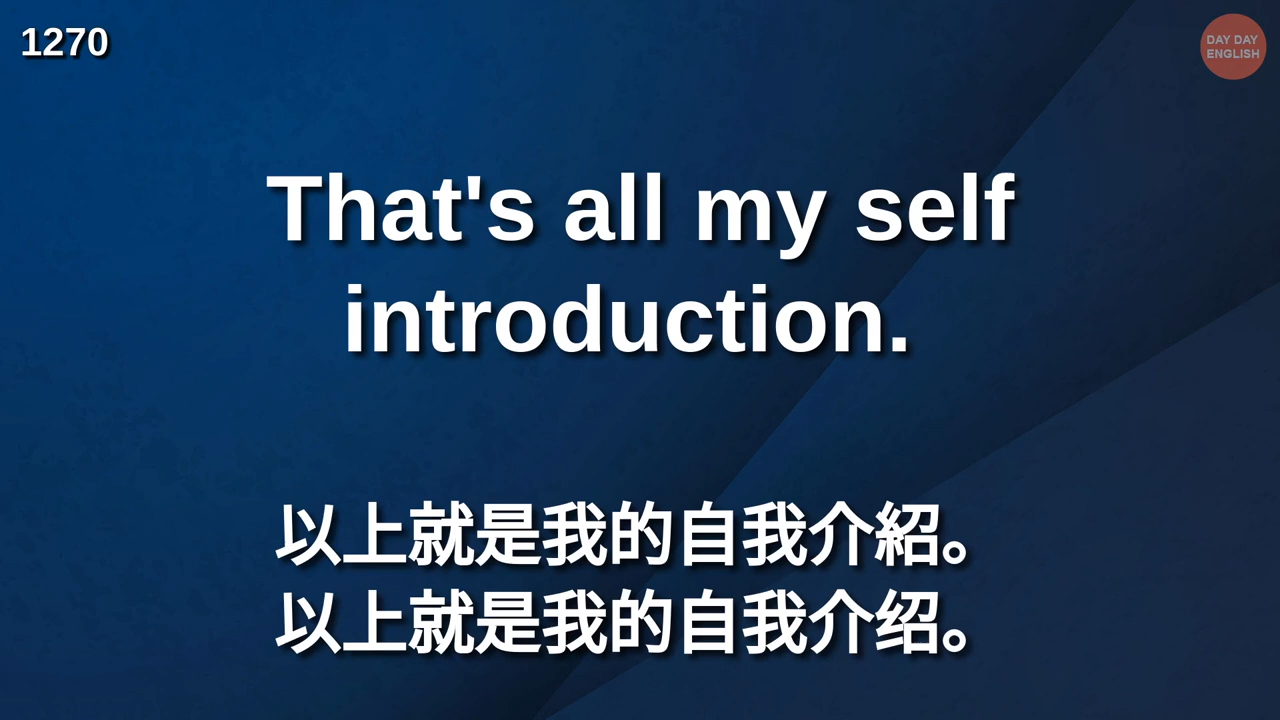 1270
DAY DAY
ENGLISH
That's all my self
introduction.
以上就是我的自我介紹。
以上就是我的自我介绍。